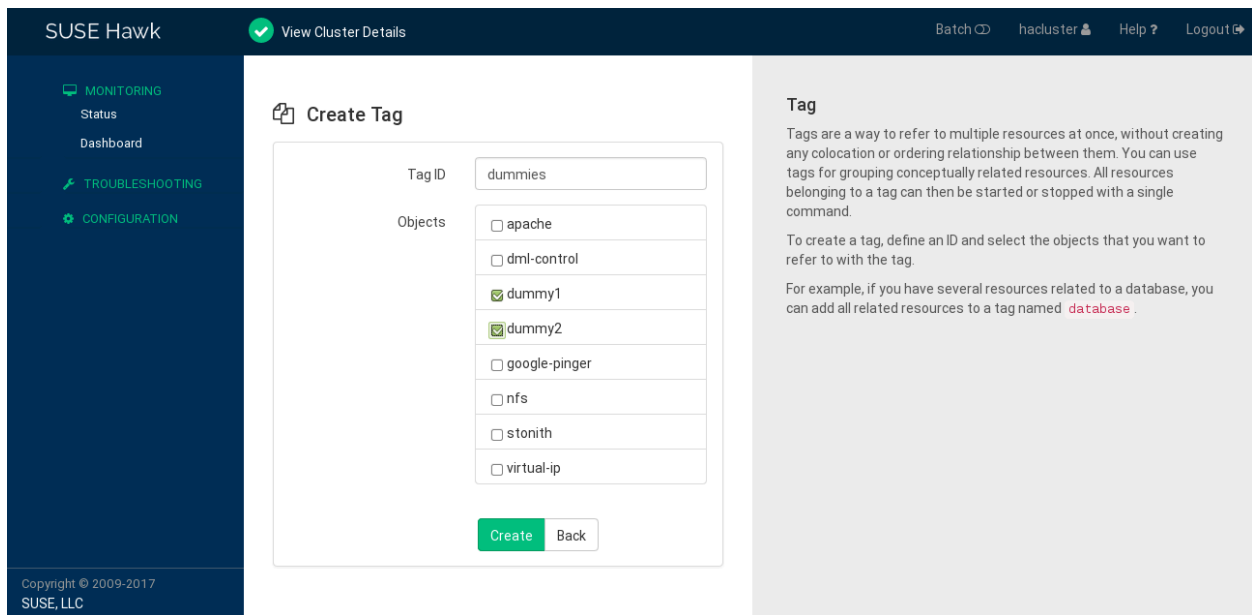 SUSE Hawk
View Cluster Details
Batch
hacluster
Help ?
Logout
MONITORING
Status
Dashboard
TROUBLESHOOTING
CONFIGURATION
Copyright © 2009-2017
SUSE, LLC
Create Tag
Tag ID
dummies
Objects
apache
dml-control
dummy1
dummy2
google-pinger
nfs
stonith
virtual-ip
Create
Back
Tag
Tags are a way to refer to multiple resources at once, without creating
any colocation or ordering relationship between them. You can use
tags for grouping conceptually related resources. All resources
belonging to a tag can then be started or stopped with a single
command.
To create a tag, define an ID and select the objects that you want to
refer to with the tag.
For example, if you have several resources related to a database, you
can add all related resources to a tag named database.